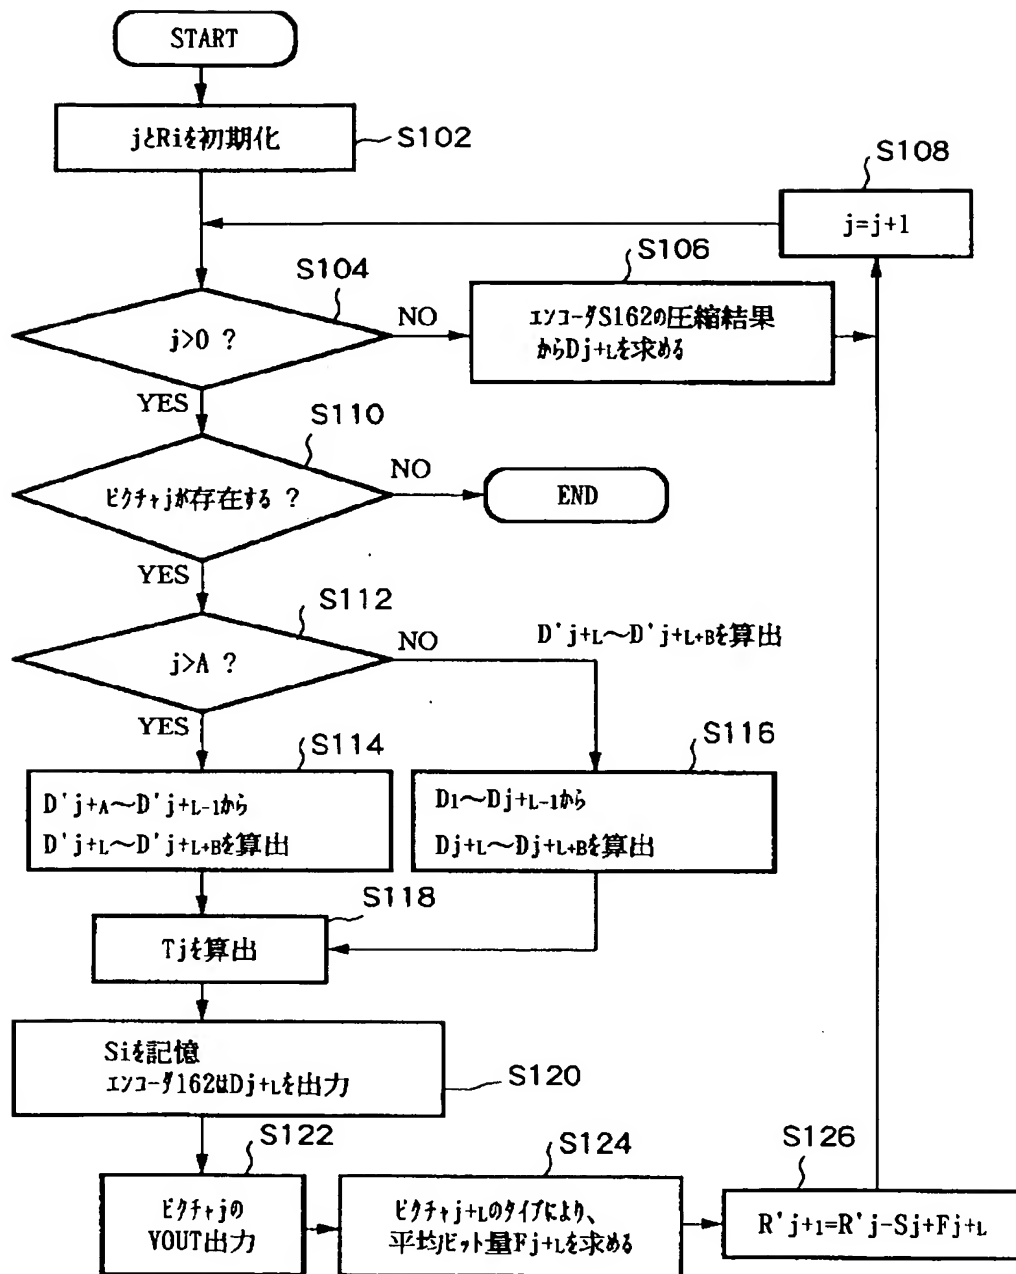 START
jとRiを初期化
S102
S108
j=j+1
S104
j>0 ?
NO
YES
S106
エンコーダS162の圧縮結果
からDj+Lを求める
S110
ピクチャjが存在する ?
NO
END
YES
S112
j>A ?
NO
YES
D'j+L~D'j+L+Bを算出
S114
D'j+A~D'j+L-1から
D'j+L~D'j+L+Bを算出
S116
D1~Dj+L-1から
Dj+L~Dj+L+Bを算出
S118
Tjを算出
Siを記憶
エンコーダ162はDj+Lを出力
S120
S122
ピクチャjの
VOUT出力
S124
ピクチャj+Lのタイプにより、
平均ビット量Fj+Lを求める
S126
R'j+1=R'j-Sj+Fj+L